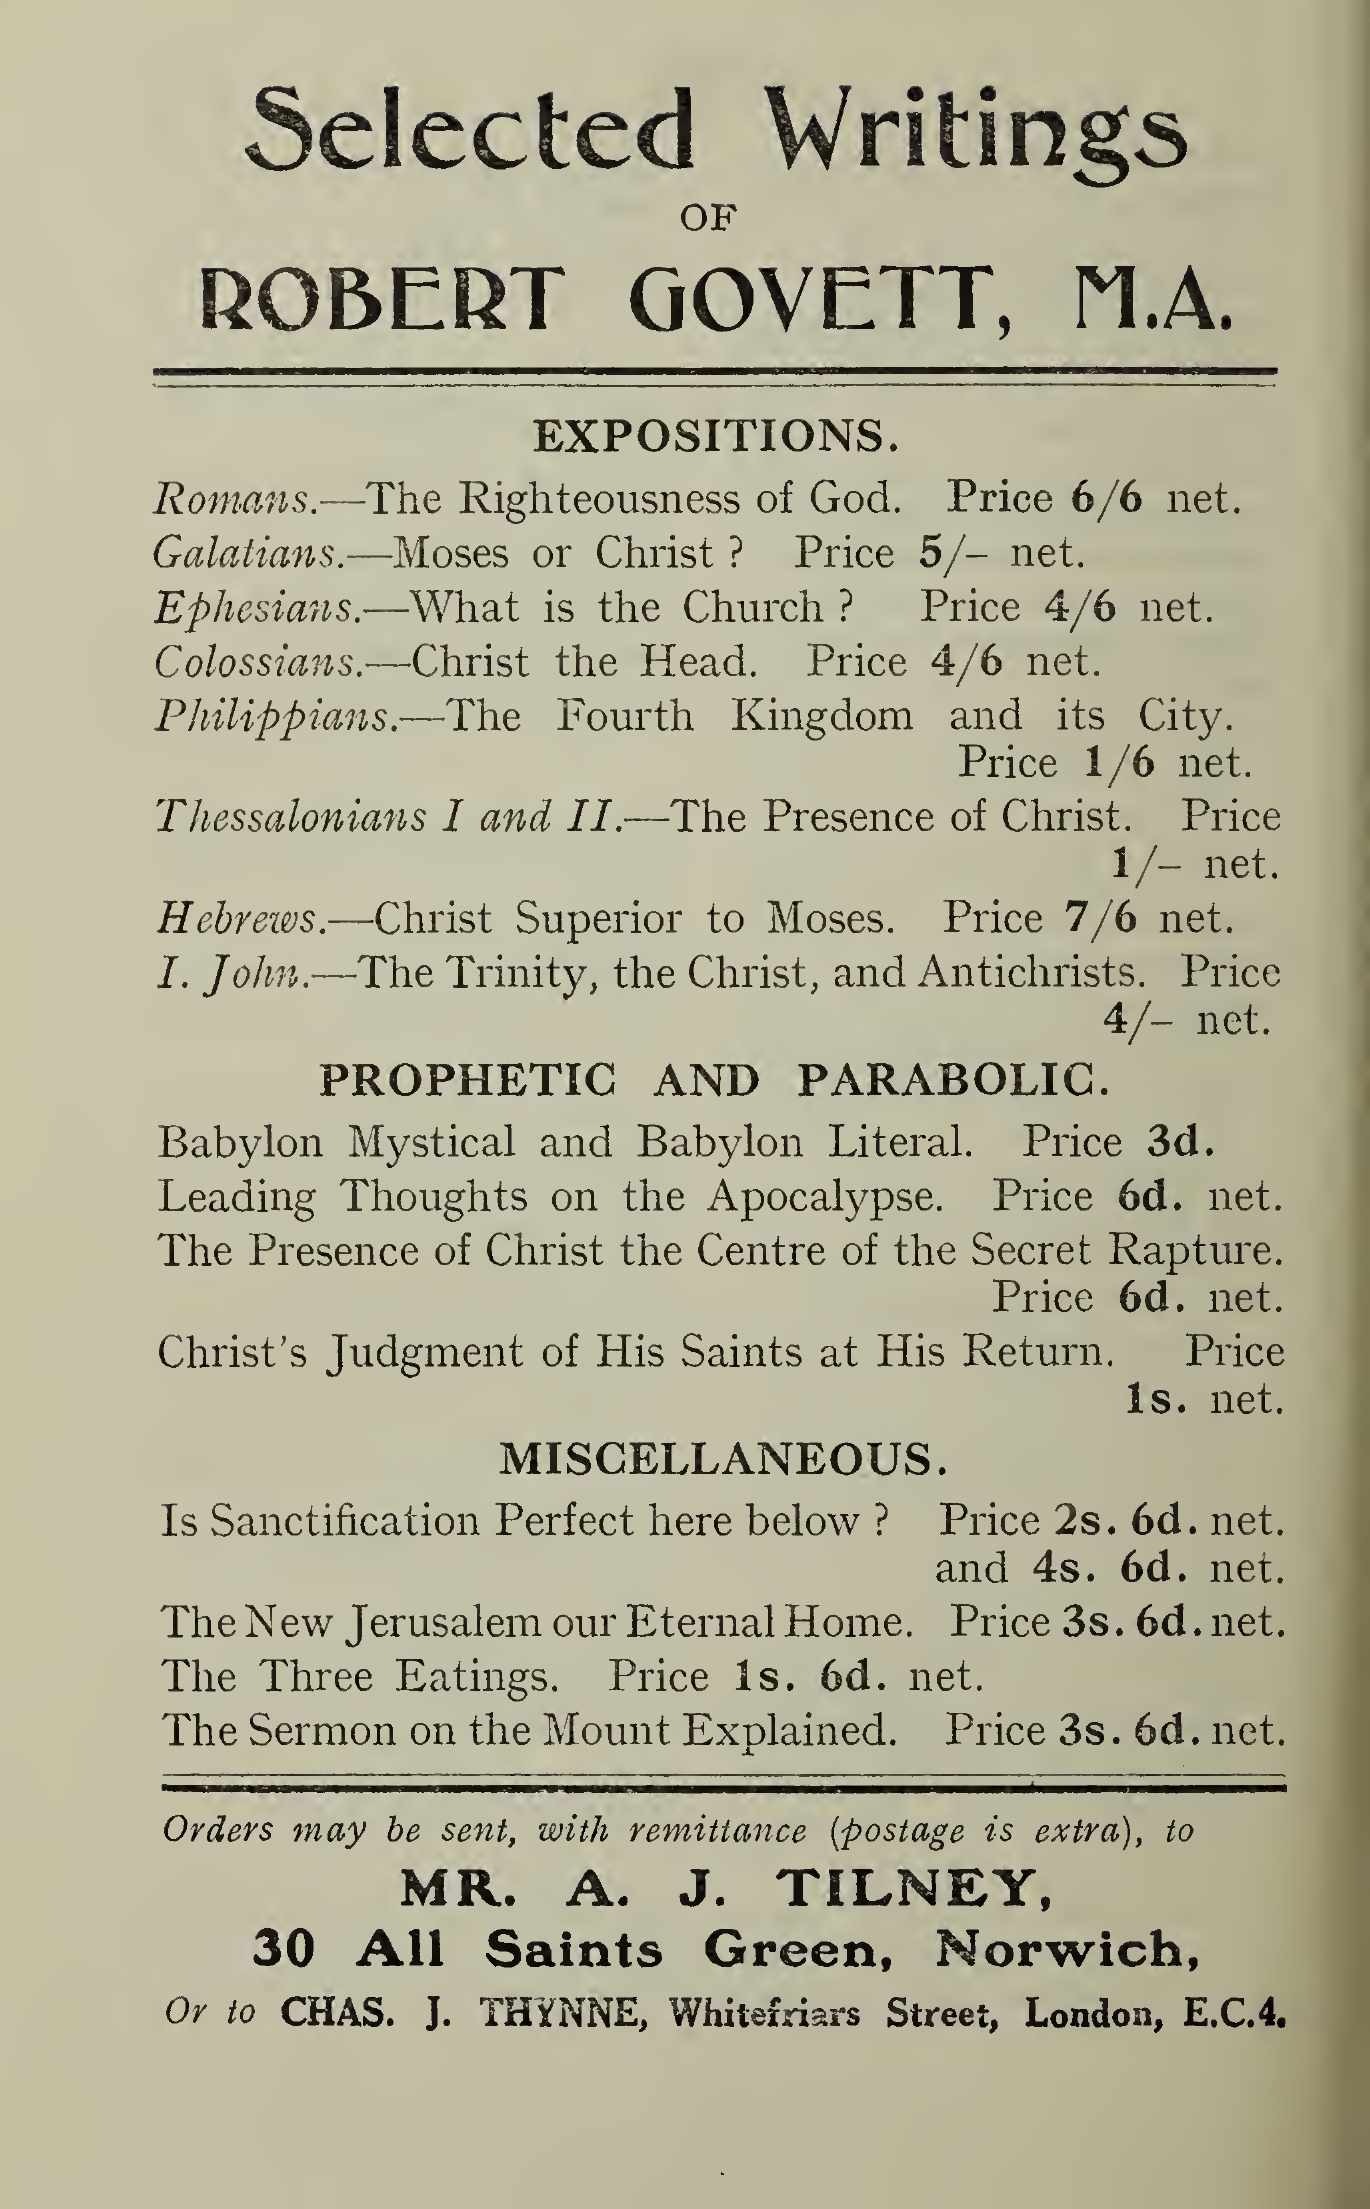 Selected Writings
OF
ROBERT GOVETT, M.A.
EXPOSITIONS.
Romans.—The Righteousness of God. Price 6/6 net.
Galatians.—Moses or Christ ? Price 5/– net.
Ephesians.—What is the Church ? Price 4/6 net.
Colossians.—Christ the Head. Price 4/6 net.
Philippians.—The Fourth Kingdom and its City.
Price 1/6 net.
Thessalonians I and II.—The Presence of Christ. Price
1/– net.
Hebrews.—Christ Superior to Moses. Price 7/6 net.
I. John.—The Trinity, the Christ, and Antichrists. Price
4/– net.
PROPHETIC AND PARABOLIC.
Babylon Mystical and Babylon Literal. Price 3d.
Leading Thoughts on the Apocalypse. Price 6d. net.
The Presence of Christ the Centre of the Secret Rapture.
Price 6d. net.
Christ's Judgment of His Saints at His Return. Price
1s. net.
MISCELLANEOUS.
Is Sanctification Perfect here below ? Price 2s. 6d. net.
and 4s. 6d. net.
The New Jerusalem our Eternal Home. Price 3s. 6d. net.
The Three Eatings. Price 1s. 6d. net.
The Sermon on the Mount Explained. Price 3s. 6d. net.
Orders may be sent, with remittance (postage is extra), to
MR. A. J. TILNEY,
30 All Saints Green, Norwich,
Or to CHAS. J. THYNNE, Whitefriars Street, London, E.C.4.